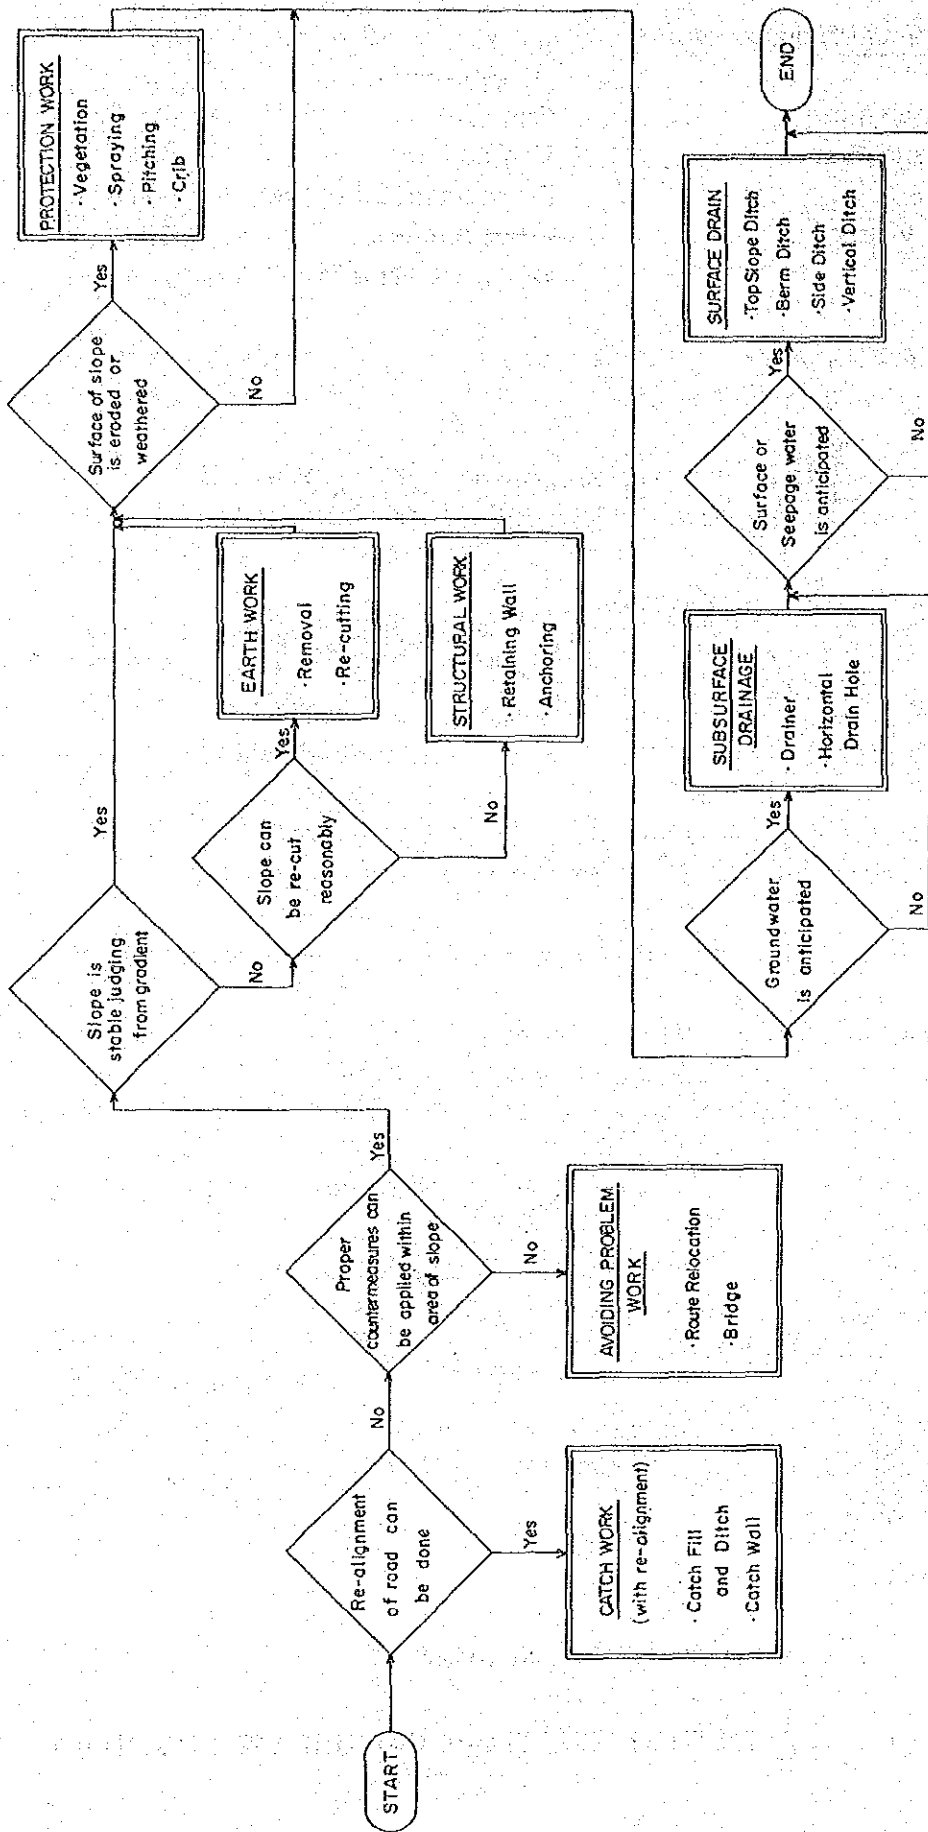 START
Re-alignment
of road can
be done
Yes
No
CATCH WORK
(with re-alignment)
· Catch Fill
and Ditch
· Catch Wall
Proper
countermeasures can
be applied within
area of slope
Yes
No
AVOIDING PROBLEM
WORK
· Route Relocation
· Bridge
Slope is
stable judging
from gradient
Yes
No
Slope can
be re-cut
reasonably
Yes
No
EARTH WORK
· Removal
· Re-cutting
STRUCTURAL WORK
· Retaining Wall
· Anchoring
Surface of slope
is eroded or
weathered
Yes
No
PROTECTION WORK
· Vegetation
· Spraying
· Pitching
· Crib
Groundwater
is anticipated
Yes
No
SUBSURFACE
DRAINAGE
· Drainer
· Horizontal
Drain Hole
Surface or
Seepage water
is anticipated
Yes
No
SURFACE DRAIN
· Top Slope Ditch
· Berm Ditch
· Side Ditch
· Vertical Ditch
END